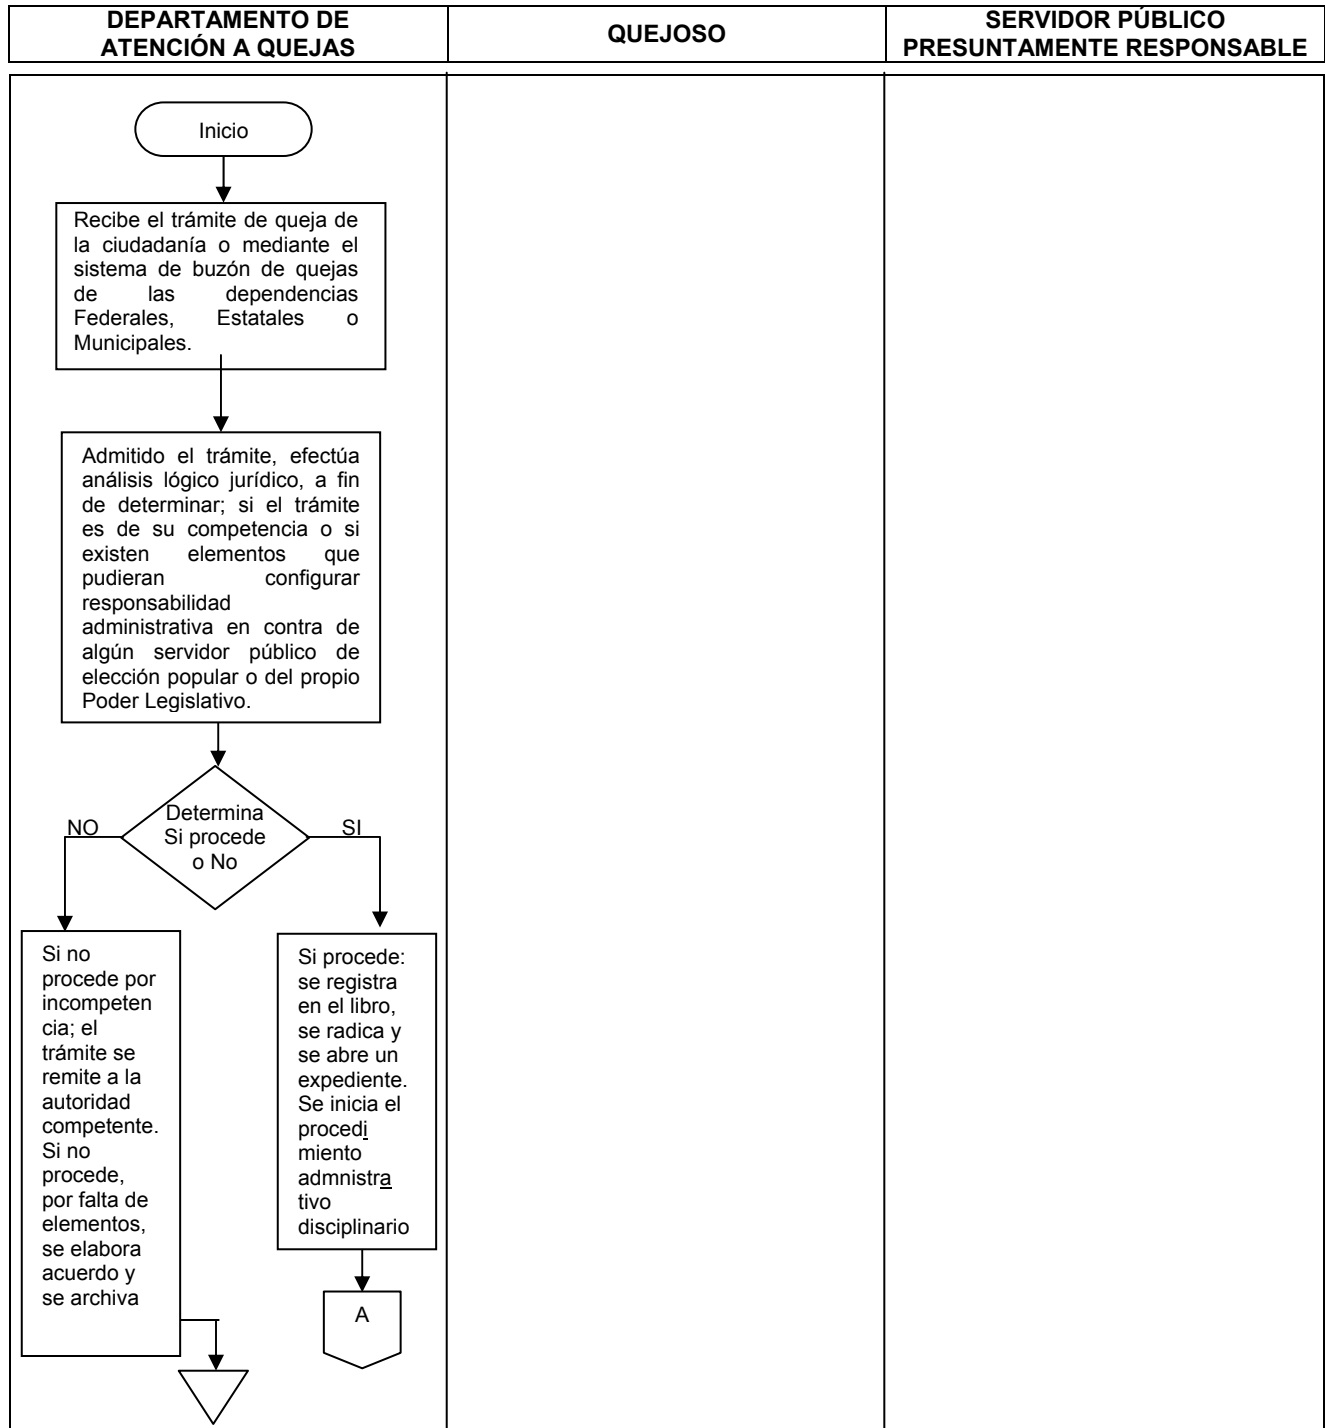 DEPARTAMENTO DE
ATENCIÓN A QUEJAS
QUEJOSO
SERVIDOR PÚBLICO
PRESUNTAMENTE RESPONSABLE
Inicio
Recibe el trámite de queja de
la ciudadanía o mediante el
sistema de buzón de quejas
de las dependencias
Federales, Estatales o
Municipales.
Admitido el trámite, efectúa
análisis lógico jurídico, a fin
de determinar; si el trámite
es de su competencia o si
existen elementos que
pudieran configurar
responsabilidad
administrativa en contra de
algún servidor público de
elección popular o del propio
Poder Legislativo.
Determina
Si procede
o No
NO
SI
Si no
procede por
incompeten
cia; el
trámite se
remite a la
autoridad
competente.
Si no
procede,
por falta de
elementos,
se elabora
acuerdo y
se archiva
Si procede:
se registra
en el libro,
se radica y
se abre un
expediente.
Se inicia el
procedi
miento
admnistra
tivo
disciplinario
A